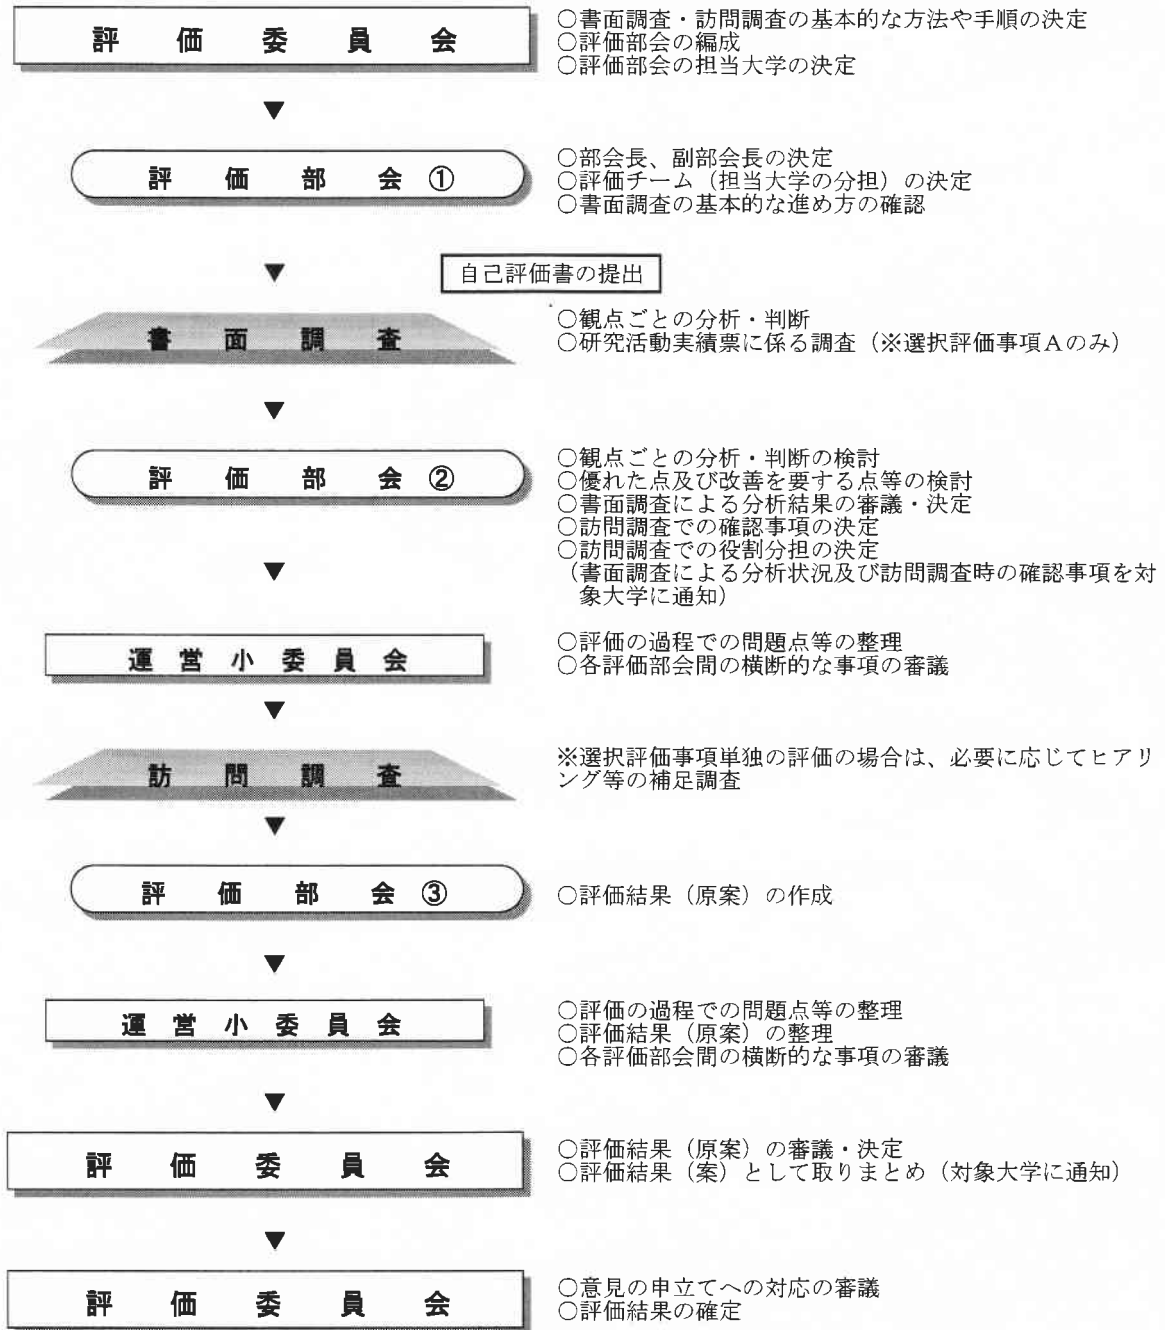 評価委員会
○書面調査・訪問調査の基本的な方法や手順の決定
○評価部会の編成
○評価部会の担当大学の決定
▼
評価部会①
○部会長、副部会長の決定
○評価チーム（担当大学の分担）の決定
○書面調査の基本的な進め方の確認
▼
自己評価書の提出
書面調査
○観点ごとの分析・判断
○研究活動実績票に係る調査（※選択評価事項Aのみ）
▼
評価部会②
○観点ごとの分析・判断の検討
○優れた点及び改善を要する点等の検討
○書面調査による分析結果の審議・決定
○訪問調査での確認事項の決定
○訪問調査での役割分担の決定
（書面調査による分析状況及び訪問調査時の確認事項を対
象大学に通知）
▼
運営小委員会
○評価の過程での問題点等の整理
○各評価部会間の横断的な事項の審議
▼
訪問調査
※選択評価事項単独の評価の場合は、必要に応じてヒアリ
ング等の補足調査
▼
評価部会③
○評価結果（原案）の作成
▼
運営小委員会
○評価の過程での問題点等の整理
○評価結果（原案）の整理
○各評価部会間の横断的な事項の審議
▼
評価委員会
○評価結果（原案）の審議・決定
○評価結果（案）として取りまとめ（対象大学に通知）
▼
評価委員会
○意見の申立てへの対応の審議
○評価結果の確定